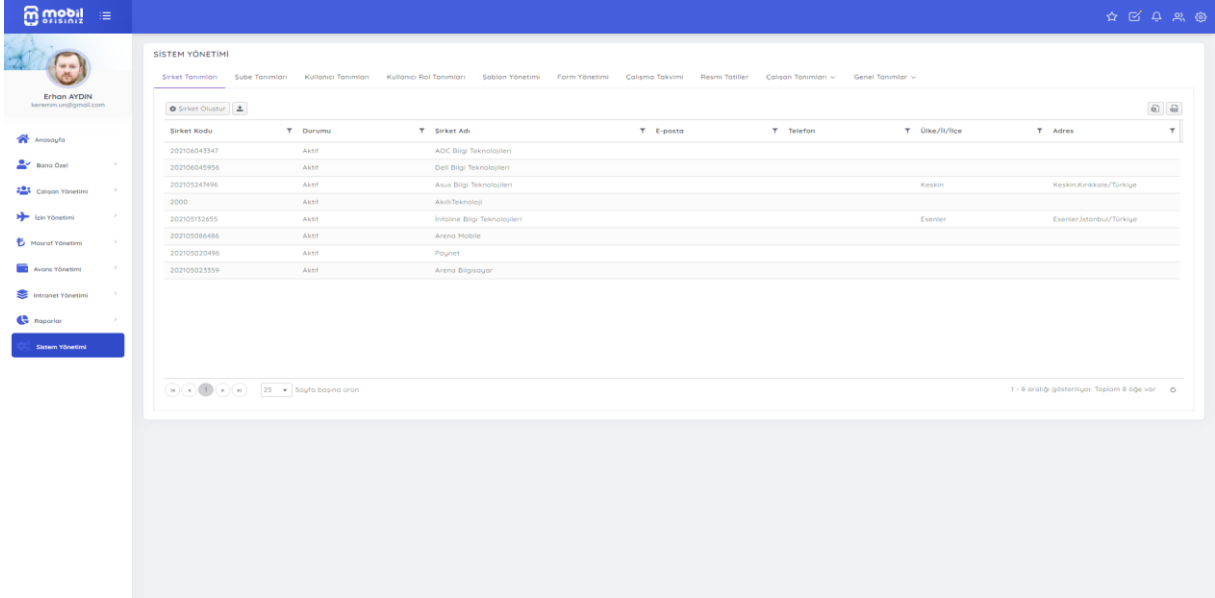 mobil
ofisiniz
Erhan AYDIN
keremm.un@gmail.com
Anasayfa
Bana Özel
Çalışan Yönetimi
İzin Yönetimi
Masraf Yönetimi
Avans Yönetimi
Intranet Yönetimi
Raporlar
Sistem Yönetimi
SİSTEM YÖNETİMİ
Şirket Tanımları Şube Tanımları Kullanıcı Tanımları Kullanıcı Rol Tanımları Şablon Yönetimi Form Yönetimi Çalışma Takvimi Resmi Tatiller Çalışan Tanımları Genel Tanımlar
Şirket Oluştur
Şirket Kodu Durumu Şirket Adı E-posta Telefon Ülke/İl/İlçe Adres
202106043347 Aktif AOC Bilgi Teknolojileri
202106045956 Aktif Dell Bilgi Teknolojileri
202105247496 Aktif Asus Bilgi Teknolojileri Keskin Keskin,Kırıkkale/Türkiye
2000 Aktif AkıllıTeknoloji
202105132655 Aktif İnfoline Bilgi Teknolojileri Esenler Esenler,İstanbul/Türkiye
202105086486 Aktif Arena Mobile
202105020496 Aktif Paynet
202105023359 Aktif Arena Bilgisayar
1 25 Sayfa başına ürün 1 - 8 aralığı gösteriliyor. Toplam 8 öğe var